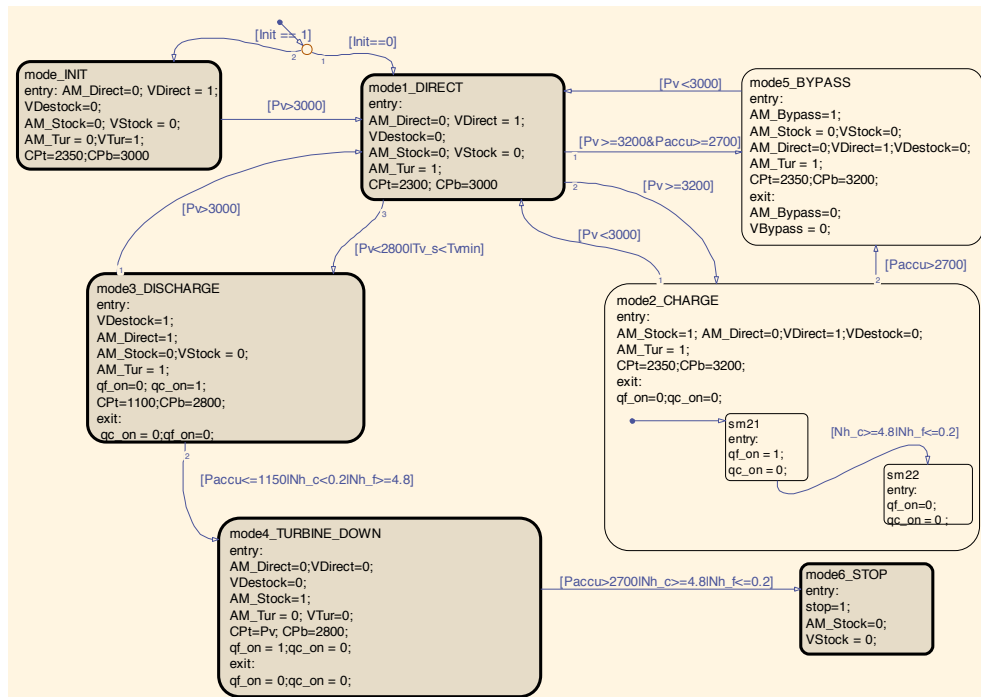 [Init == 1]
2
1
[Init==0]
mode_INIT
entry: AM_Direct=0; VDirect = 1;
VDestock=0;
AM_Stock=0; VStock = 0;
AM_Tur = 0;VTur=1;
CPt=2350;CPb=3000
[Pv>3000]
mode1_DIRECT
entry:
AM_Direct=0; VDirect = 1;
VDestock=0;
AM_Stock=0; VStock = 0;
AM_Tur = 1;
CPt=2300; CPb=3000
[Pv <3000]
[Pv >=3200&Paccu>=2700]
1
[Pv >=3200]
2
3
mode5_BYPASS
entry:
AM_Bypass=1;
AM_Stock = 0;VStock=0;
AM_Direct=0;VDirect=1;VDestock=0;
AM_Tur = 1;
CPt=2350;CPb=3200;
exit:
AM_Bypass=0;
VBypass = 0;
[Pv>3000]
[Pv<2800|Tv_s<Tvmin]
[Pv <3000]
[Paccu>2700]
1
1
2
mode3_DISCHARGE
entry:
VDestock=1;
AM_Direct=1;
AM_Stock=0;VStock = 0;
AM_Tur = 1;
qf_on=0; qc_on=1;
CPt=1100;CPb=2800;
exit:
qc_on = 0;qf_on=0;
2
mode2_CHARGE
entry:
AM_Stock=1; AM_Direct=0;VDirect=1;VDestock=0;
AM_Tur = 1;
CPt=2350;CPb=3200;
exit:
qf_on=0;qc_on=0;
sm21
entry:
qf_on = 1;
qc_on = 0;
[Nh_c>=4.8|Nh_f<=0.2]
sm22
entry:
qf_on=0;
qc_on = 0;
[Paccu<=1150|Nh_c<0.2|Nh_f>=4.8]
mode4_TURBINE_DOWN
entry:
AM_Direct=0;VDirect=0;
VDestock=0;
AM_Stock=1;
AM_Tur = 0; VTur=0;
CPt=Pv; CPb=2800;
qf_on = 1;qc_on = 0;
exit:
qf_on = 0;qc_on = 0;
[Paccu>2700|Nh_c>=4.8|Nh_f<=0.2]
mode6_STOP
entry:
stop=1;
AM_Stock=0;
VStock = 0;